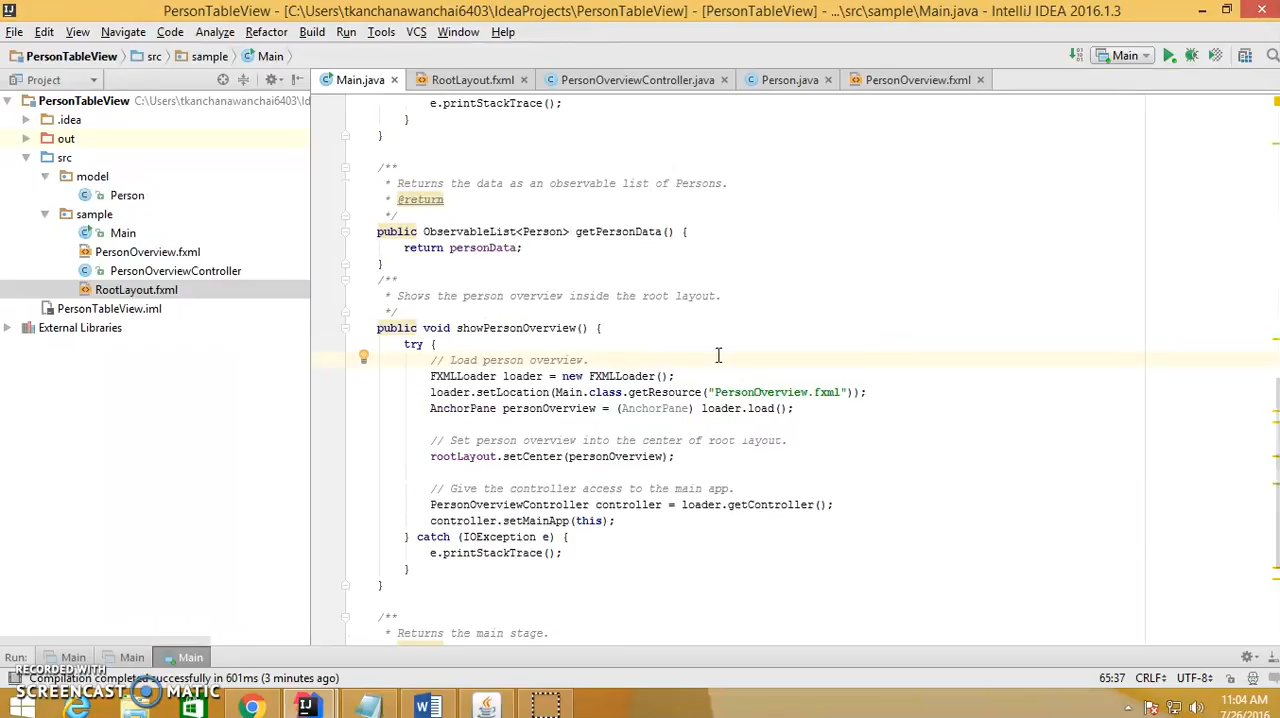 PersonTableView - [C:\Users\tkanchanawanchai6403\IdeaProjects\PersonTableView] - [PersonTableView] - ...\src\sample\Main.java - IntelliJ IDEA 2016.1.3
File Edit View Navigate Code Analyze Refactor Build Run Tools VCS Window Help
PersonTableView src sample Main
Main
Project
Main.java RootLayout.fxml PersonOverviewController.java Person.java PersonOverview.fxml
PersonTableView C:\Users\tkanchanawanchai6403\Id
.idea
out
src
model
Person
sample
Main
PersonOverview.fxml
PersonOverviewController
RootLayout.fxml
PersonTableView.iml
External Libraries
e.printStackTrace();
}
}
/**
* Returns the data as an observable list of Persons.
* @return
*/
public ObservableList<Person> getPersonData() {
return personData;
}
/**
* Shows the person overview inside the root layout.
*/
public void showPersonOverview() {
try {
// Load person overview.
FXMLLoader loader = new FXMLLoader();
loader.setLocation(Main.class.getResource("PersonOverview.fxml"));
AnchorPane personOverview = (AnchorPane) loader.load();
// Set person overview into the center of root layout.
rootLayout.setCenter(personOverview);
// Give the controller access to the main app.
PersonOverviewController controller = loader.getController();
controller.setMainApp(this);
} catch (IOException e) {
e.printStackTrace();
}
}
/**
* Returns the main stage.
Run: Main Main Main
Compilation completed successfully in 601ms (3 minutes ago)
65:37 CRLF÷ UTF-8÷
RECORDED WITH
SCREENCAST MATIC
11:04 AM
7/26/2016